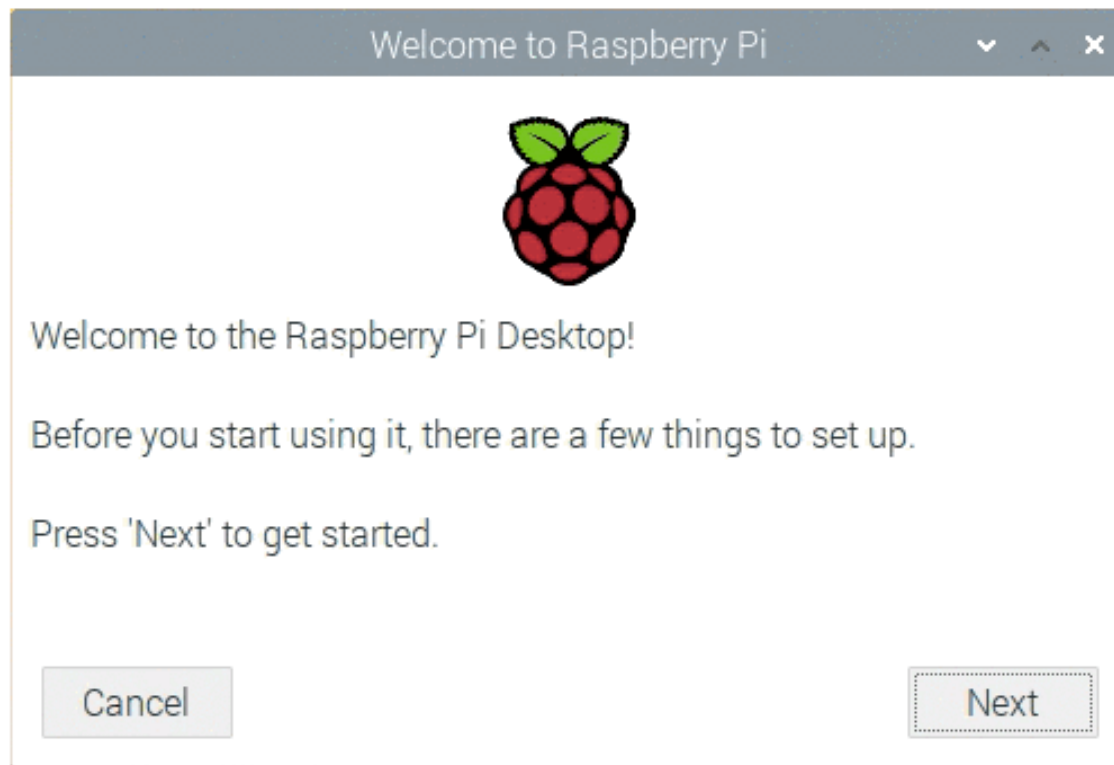 Welcome to Raspberry Pi
Welcome to the Raspberry Pi Desktop!
Before you start using it, there are a few things to set up.
Press 'Next' to get started.
Cancel
Next